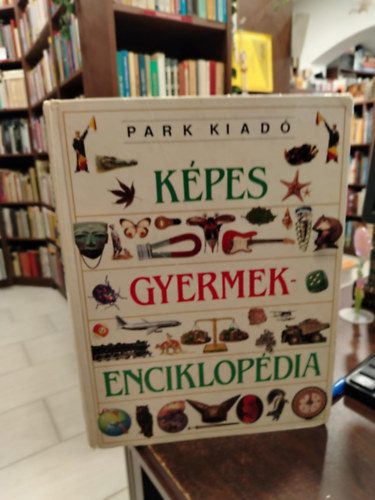 PARK KIADÓ
KÉPES
GYERMEK-
ENCIKLOPÉDIA